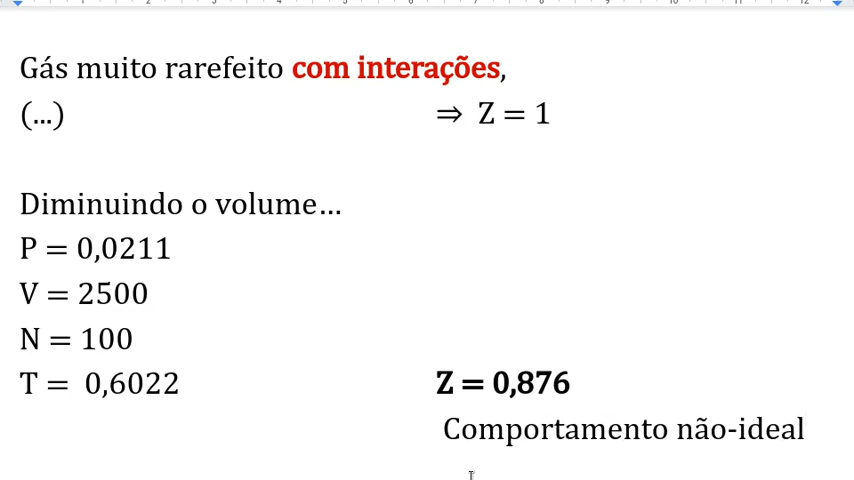 Gás muito rarefeito com interações,
(...) ⇒ Z = 1
Diminuindo o volume...
P = 0,0211
V = 2500
N = 100
T = 0,6022 Z = 0,876
Comportamento não-ideal